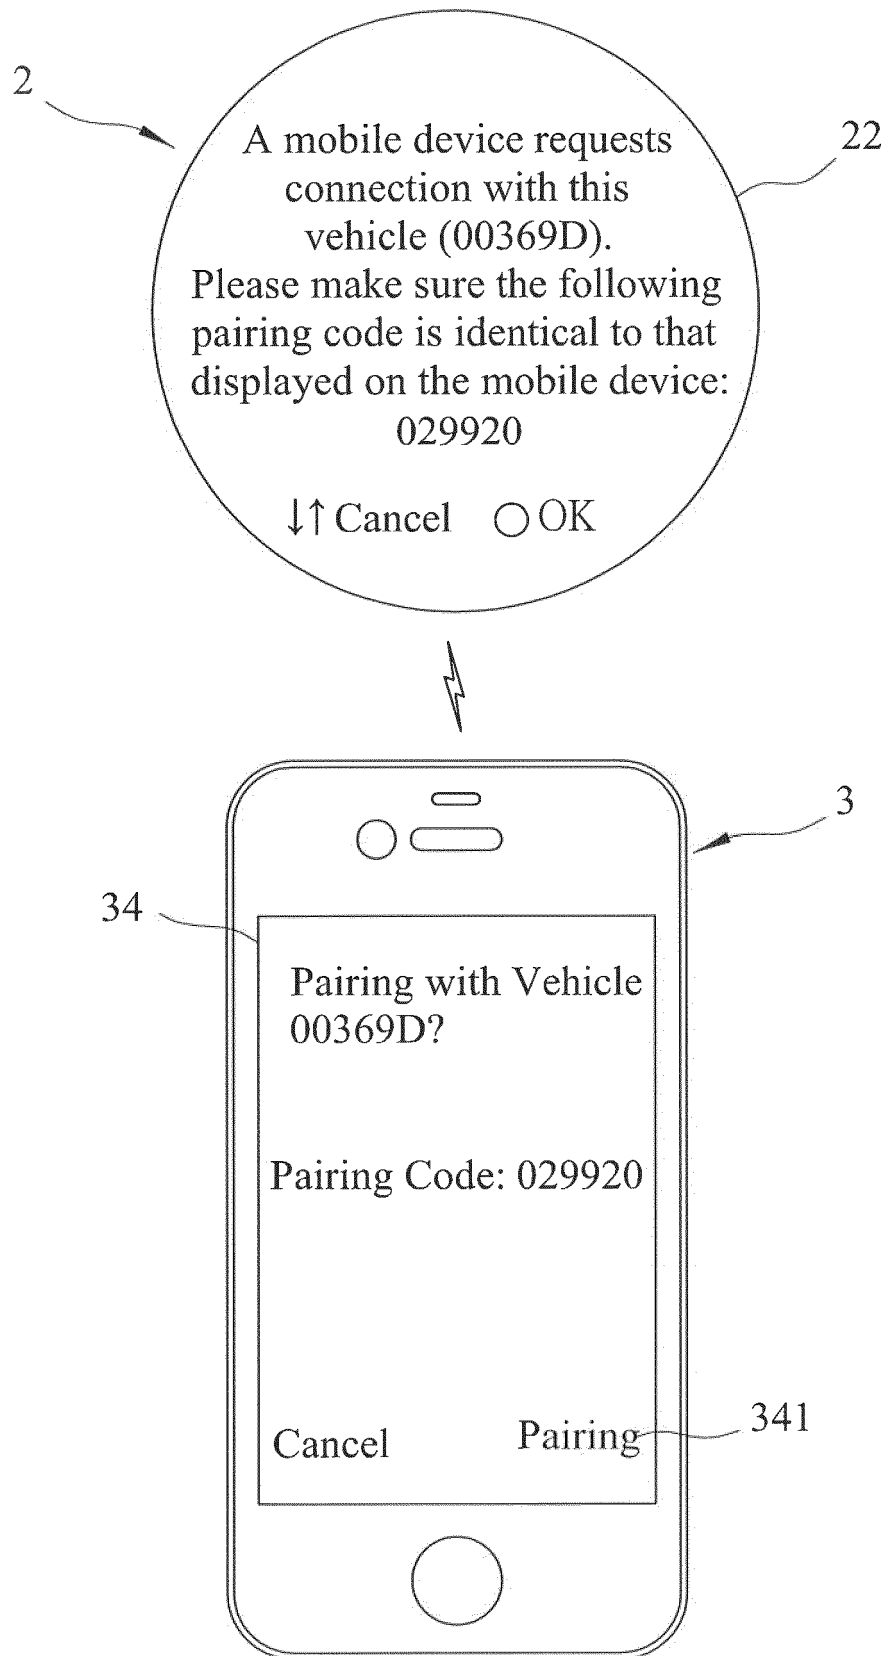 2
A mobile device requests
22
connection with this
vehicle (00369D).
Please make sure the following
pairing code is identical to that
displayed on the mobile device:
029920
↓↑ Cancel ○ OK
3
34
Pairing with Vehicle
00369D?
Pairing Code: 029920
Cancel
Pairing
341